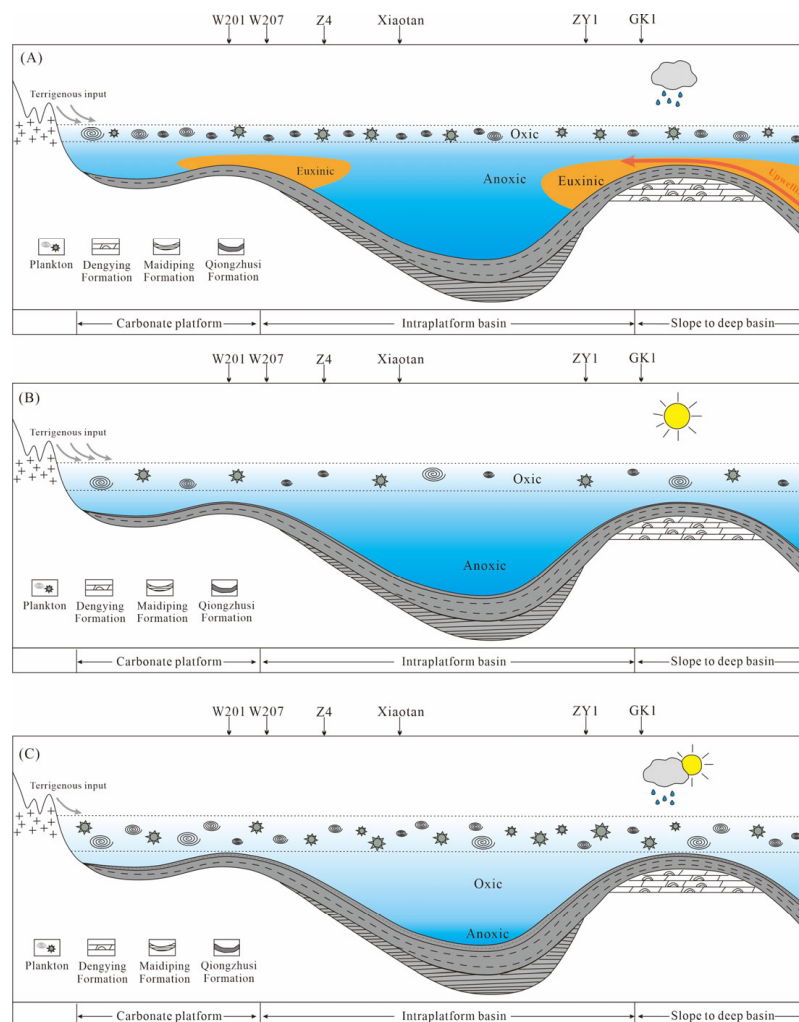 W201 W207 Z4 Xiaotan ZY1 GK1
(A)
Terrigenous input
Oxic
Euxinic
Anoxic
Euxinic
Plankton Dengying Formation Maidiping Formation Qiongzhusi Formation
Carbonate platform Intraplatform basin Slope to deep basin
W201 W207 Z4 Xiaotan ZY1 GK1
(B)
Terrigenous input
Oxic
Anoxic
Plankton Dengying Formation Maidiping Formation Qiongzhusi Formation
Carbonate platform Intraplatform basin Slope to deep basin
W201 W207 Z4 Xiaotan ZY1 GK1
(C)
Terrigenous input
Oxic
Anoxic
Plankton Dengying Formation Maidiping Formation Qiongzhusi Formation
Carbonate platform Intraplatform basin Slope to deep basin